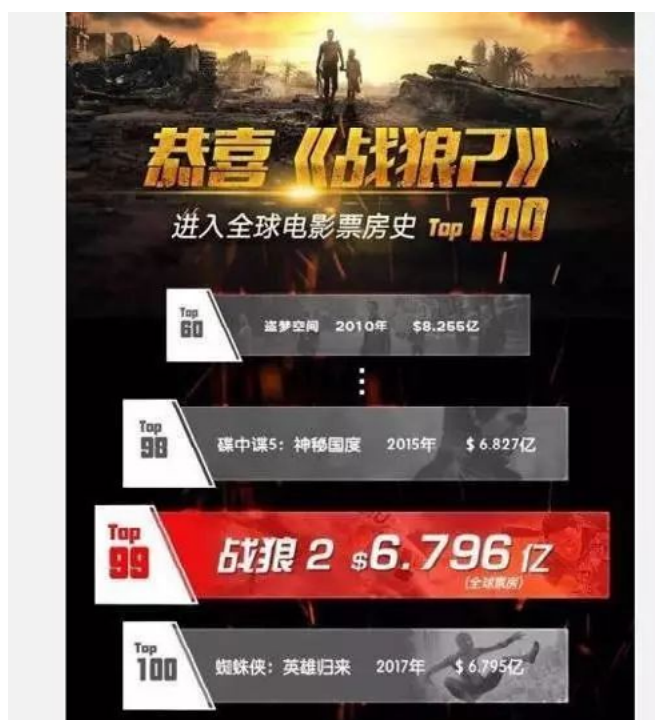 恭喜《战狼2》
进入全球电影票房史 Top 100
Top 60 盗梦空间 2010年 $8.255亿
Top 98 碟中谍5：神秘国度 2015年 $6.827亿
Top 99 战狼2 $6.796亿
(全球票房)
Top 100 蜘蛛侠：英雄归来 2017年 $6.795亿